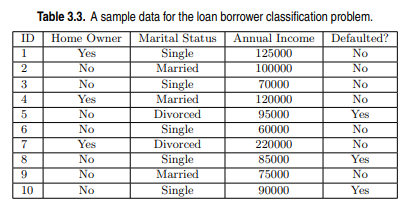 Table 3.3. A sample data for the loan borrower classification problem.
ID Home Owner Marital Status Annual Income Defaulted?
1 Yes Single 125000 No
2 No Married 100000 No
3 No Single 70000 No
4 Yes Married 120000 No
5 No Divorced 95000 Yes
6 No Single 60000 No
7 Yes Divorced 220000 No
8 No Single 85000 Yes
9 No Married 75000 No
10 No Single 90000 Yes